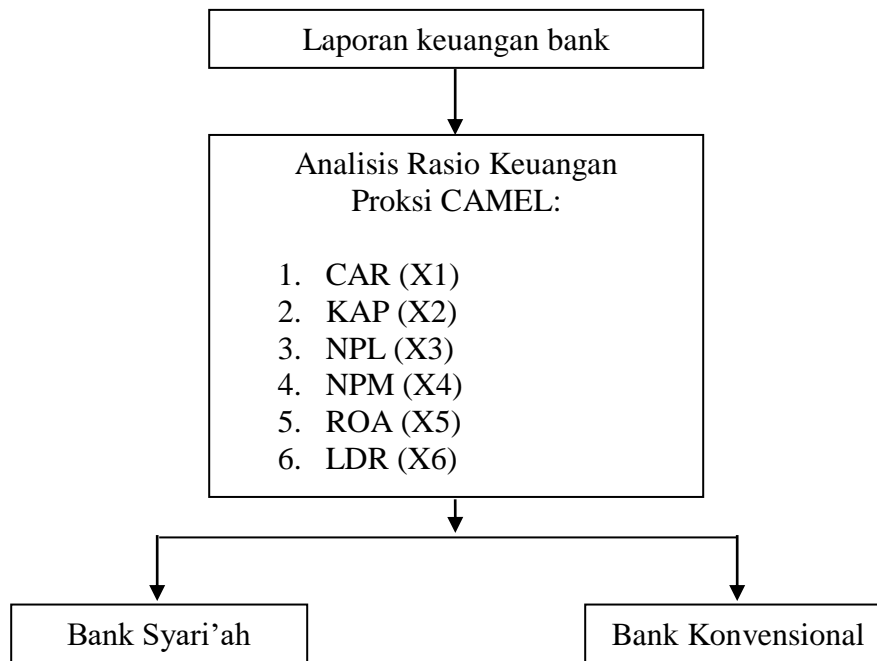 Laporan keuangan bank
Analisis Rasio Keuangan
Proksi CAMEL:
1. CAR (X1)
2. KAP (X2)
3. NPL (X3)
4. NPM (X4)
5. ROA (X5)
6. LDR (X6)
Bank Syari’ah
Bank Konvensional